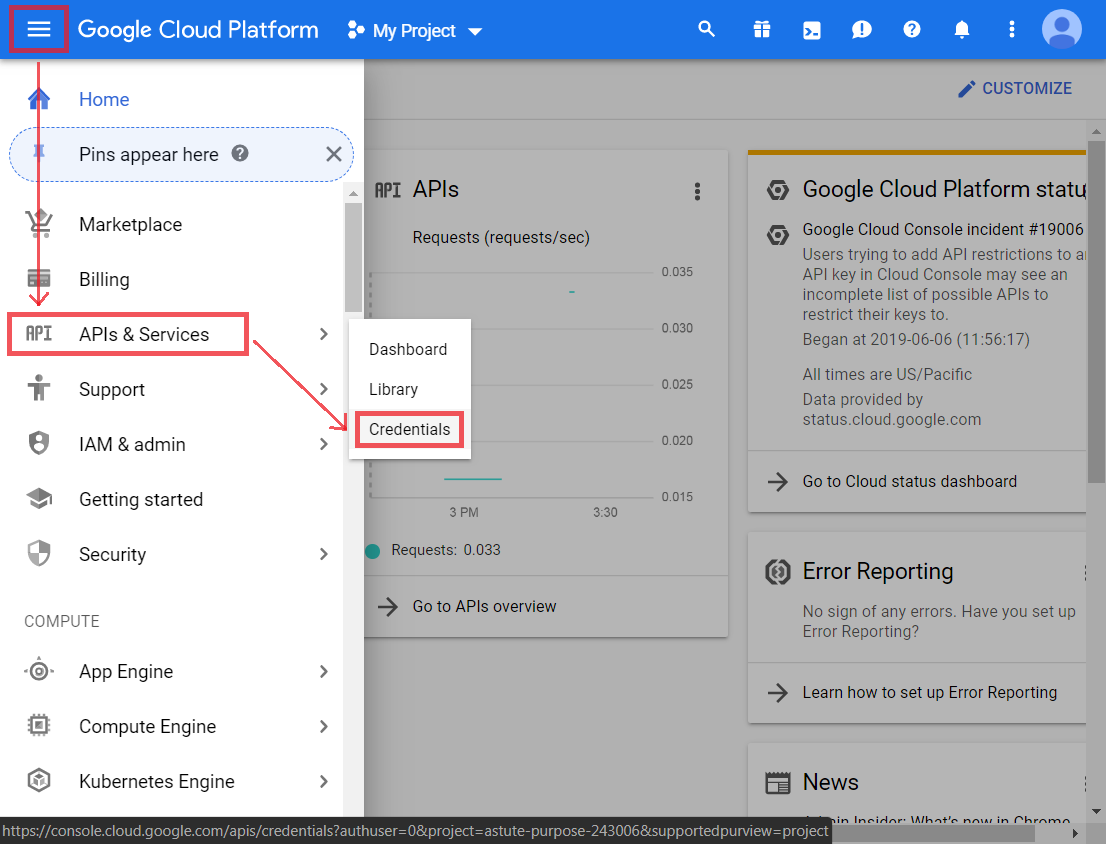 Google Cloud Platform
My Project
Home
Pins appear here
Marketplace
Billing
API APIs & Services
Support
IAM & admin
Getting started
Security
COMPUTE
App Engine
Compute Engine
Kubernetes Engine
Dashboard
Library
Credentials
CUSTOMIZE
API APIs
Requests (requests/sec)
0.035
0.030
0.025
0.020
0.015
3 PM
3:30
Requests: 0.033
Go to APIs overview
Google Cloud Platform statu
Google Cloud Console incident #19006
Users trying to add API restrictions to a
API key in Cloud Console may see an
incomplete list of possible APIs to
restrict their keys to.
Began at 2019-06-06 (11:56:17)
All times are US/Pacific
Data provided by
status.cloud.google.com
Go to Cloud status dashboard
Error Reporting
No sign of any errors. Have you set up
Error Reporting?
Learn how to set up Error Reporting
News
Insider: What's new in Chrome
https://console.cloud.google.com/apis/credentials?authuser=0&project=astute-purpose-243006&supportedpurview=project